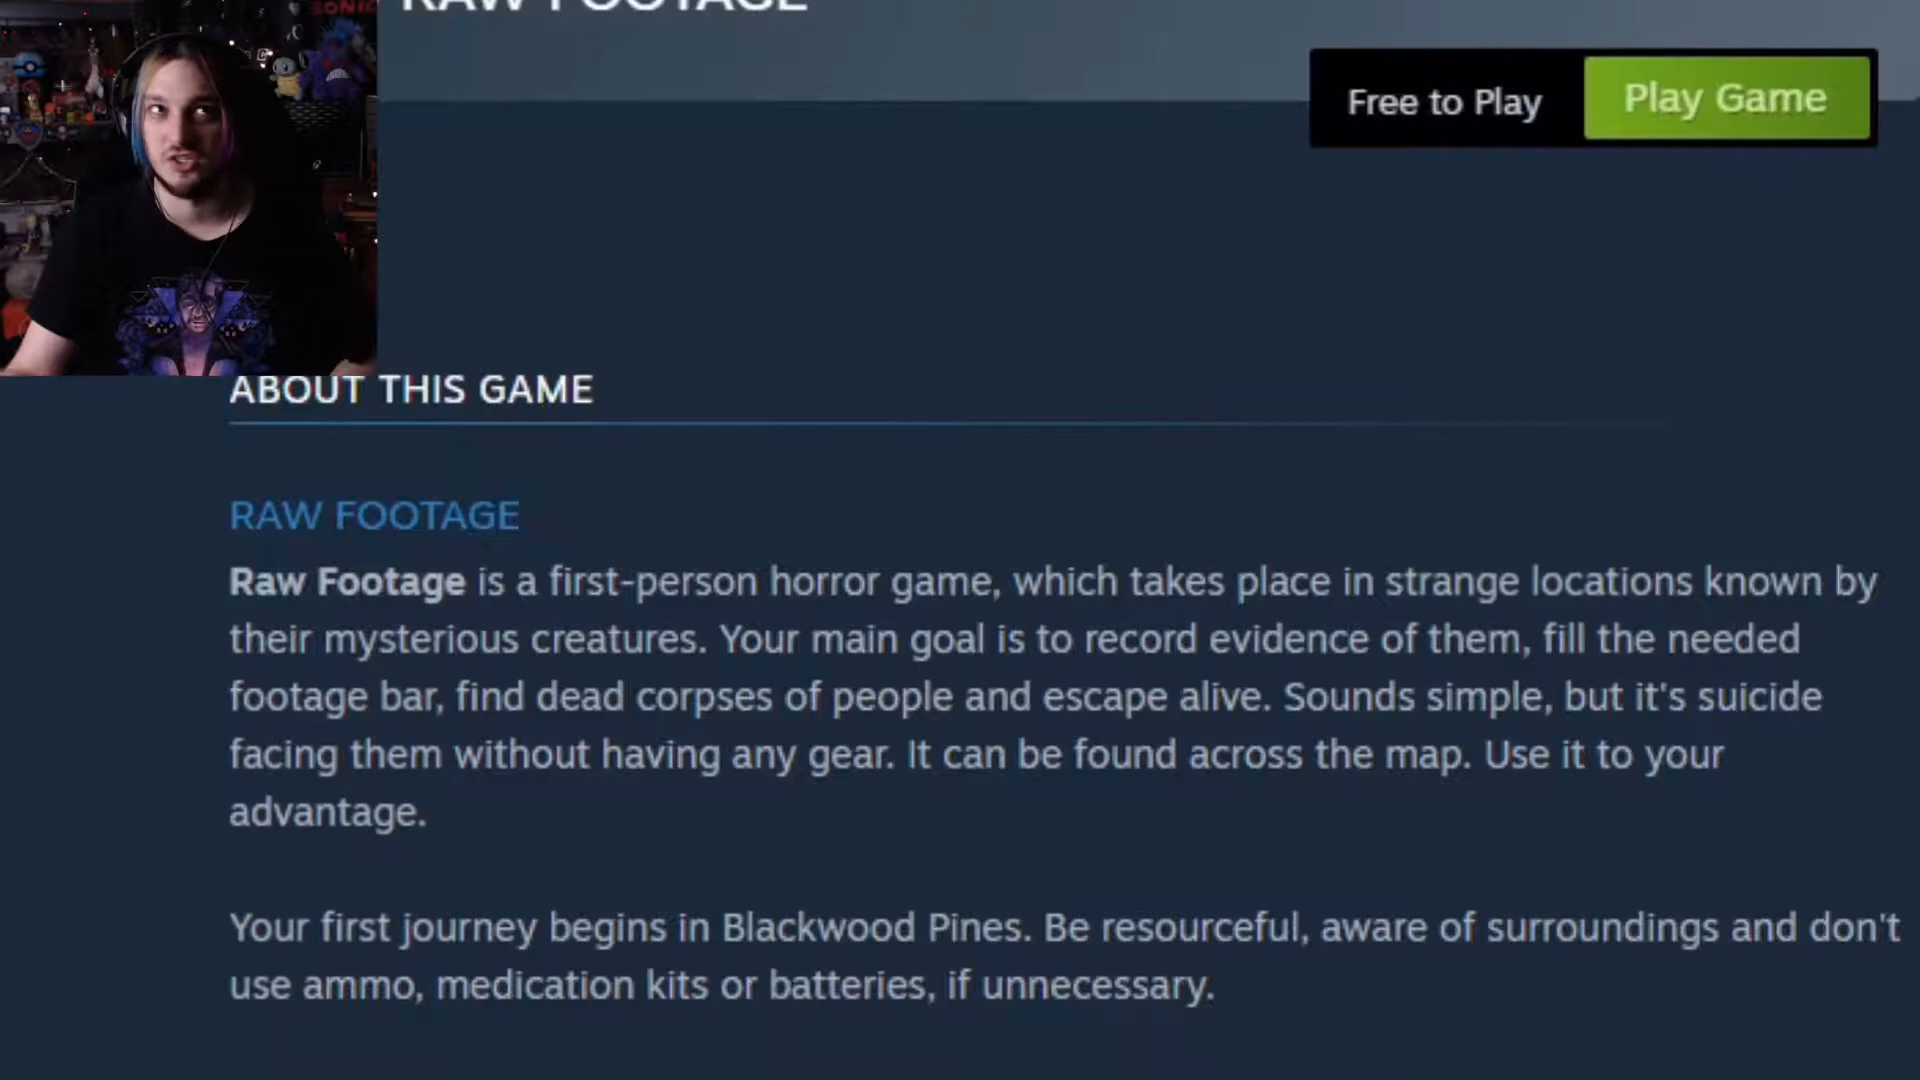 RAW FOOTAGE
SONIC
Free to Play
Play Game
ABOUT THIS GAME
RAW FOOTAGE
Raw Footage is a first-person horror game, which takes place in strange locations known by
their mysterious creatures. Your main goal is to record evidence of them, fill the needed
footage bar, find dead corpses of people and escape alive. Sounds simple, but it's suicide
facing them without having any gear. It can be found across the map. Use it to your
advantage.
Your first journey begins in Blackwood Pines. Be resourceful, aware of surroundings and don't
use ammo, medication kits or batteries, if unnecessary.